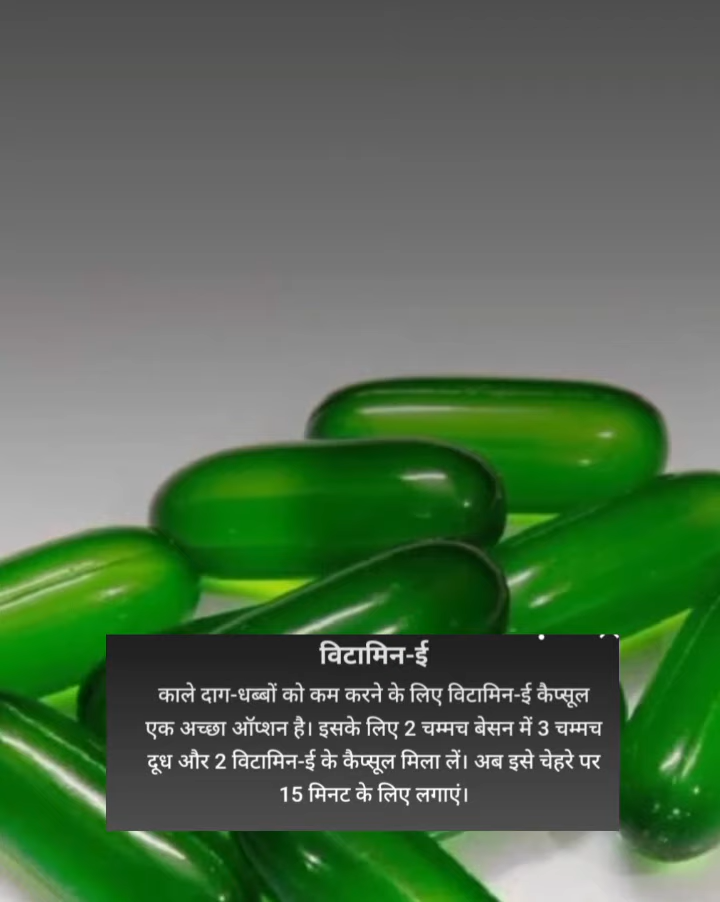 विटामिन-ई
काले दाग-धब्बों को कम करने के लिए विटामिन-ई कैप्सूल
एक अच्छा ऑप्शन है। इसके लिए 2 चम्मच बेसन में 3 चम्मच
दूध और 2 विटामिन-ई के कैप्सूल मिला लें। अब इसे चेहरे पर
15 मिनट के लिए लगाएं।